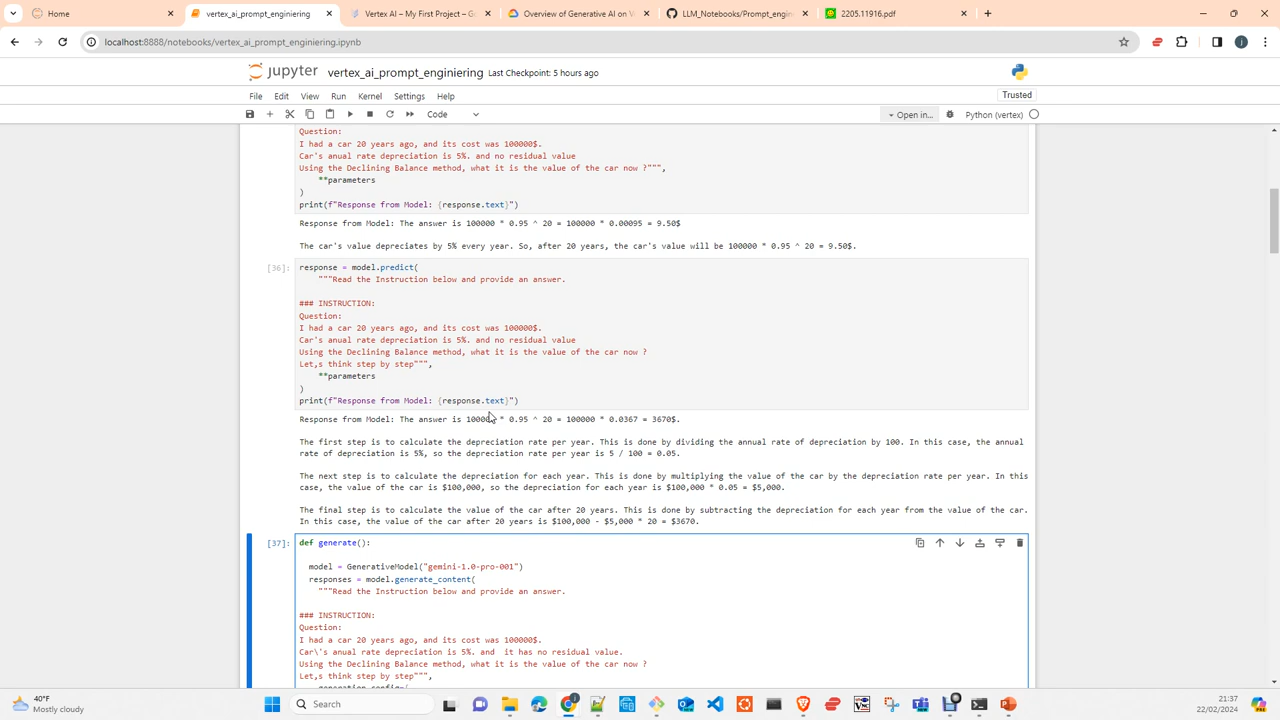 Home
vertex_ai_prompt_enginiering
Vertex AI – My First Project – G
Overview of Generative AI on V
LLM_Notebooks/Prompt_engin
2205.11916.pdf
localhost:8888/notebooks/vertex_ai_prompt_enginiering.ipynb
jupyter vertex_ai_prompt_enginiering Last Checkpoint: 5 hours ago
File Edit View Run Kernel Settings Help
Trusted
Code
Open in...
Python (vertex)
Question:
I had a car 20 years ago, and its cost was 100000$.
Car's anual rate depreciation is 5%. and no residual value
Using the Declining Balance method, what it is the value of the car now ?""",
**parameters
)
print(f"Response from Model: {response.text}")
Response from Model: The answer is 100000 * 0.95 ^ 20 = 100000 * 0.00095 = 9.50$
The car's value depreciates by 5% every year. So, after 20 years, the car's value will be 100000 * 0.95 ^ 20 = 9.50$.
[36]: response = model.predict(
"""Read the Instruction below and provide an answer.
### INSTRUCTION:
Question:
I had a car 20 years ago, and its cost was 100000$.
Car's anual rate depreciation is 5%. and no residual value
Using the Declining Balance method, what it is the value of the car now ?
Let,s think step by step""",
**parameters
)
print(f"Response from Model: {response.text}")
Response from Model: The answer is 100000 * 0.95 ^ 20 = 100000 * 0.0367 = 3670$.
The first step is to calculate the depreciation rate per year. This is done by dividing the annual rate of depreciation by 100. In this case, the annual
rate of depreciation is 5%, so the depreciation rate per year is 5 / 100 = 0.05.
The next step is to calculate the depreciation for each year. This is done by multiplying the value of the car by the depreciation rate per year. In this
case, the value of the car is $100,000, so the depreciation for each year is $100,000 * 0.05 = $5,000.
The final step is to calculate the value of the car after 20 years. This is done by subtracting the depreciation for each year from the value of the car.
In this case, the value of the car after 20 years is $100,000 - $5,000 * 20 = $3670.
[37]: def generate():
model = GenerativeModel("gemini-1.0-pro-001")
responses = model.generate_content(
"""Read the Instruction below and provide an answer.
### INSTRUCTION:
Question:
I had a car 20 years ago, and its cost was 100000$.
Car\'s anual rate depreciation is 5%. and  it has no residual value.
Using the Declining Balance method, what it is the value of the car now ?
Let,s think step by step""",
generation_config={
40°F
Mostly cloudy
Search
21:37
22/02/2024